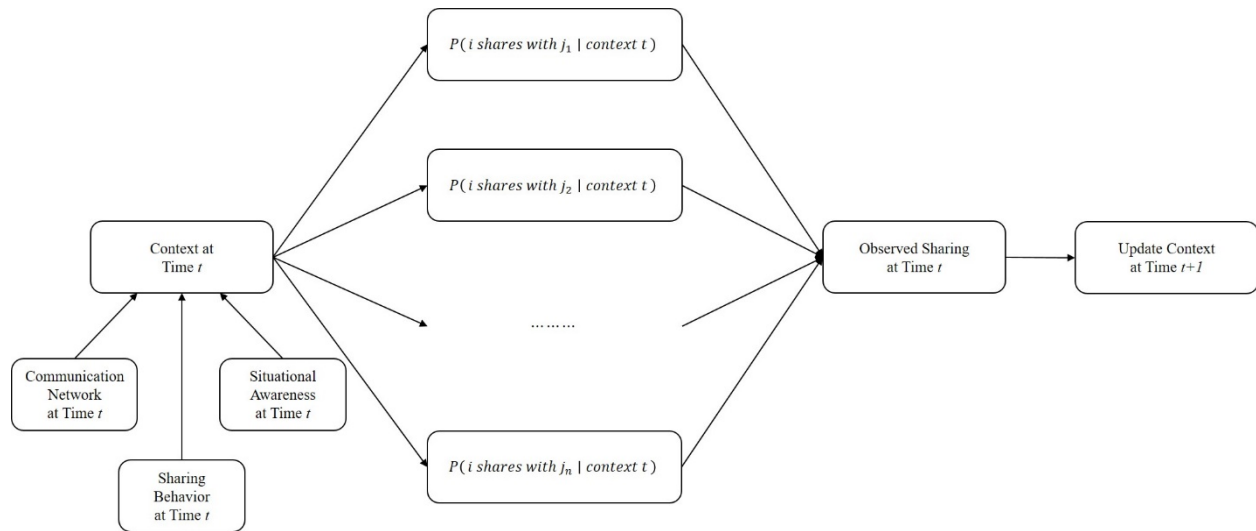 P( i shares with j₁ | context t )
P( i shares with j₂ | context t )
Context at
Time t
Observed Sharing
at Time t
Update Context
at Time t+1
………
Communication
Network
at Time t
Situational
Awareness
at Time t
P( i shares with jₙ | context t )
Sharing
Behavior
at Time t